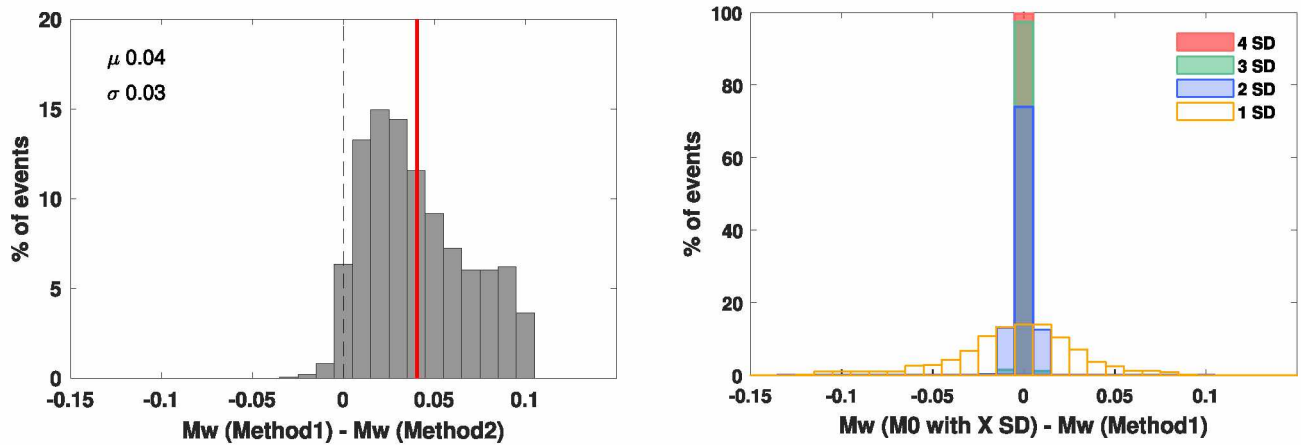 20
15
10
5
0
% of events
μ 0.04
σ 0.03
-0.15
-0.1
-0.05
0
0.05
0.1
Mw (Method1) - Mw (Method2)
100
80
60
40
20
0
% of events
4 SD
3 SD
2 SD
1 SD
-0.15
-0.1
-0.05
0
0.05
0.1
Mw (M0 with X SD) - Mw (Method1)